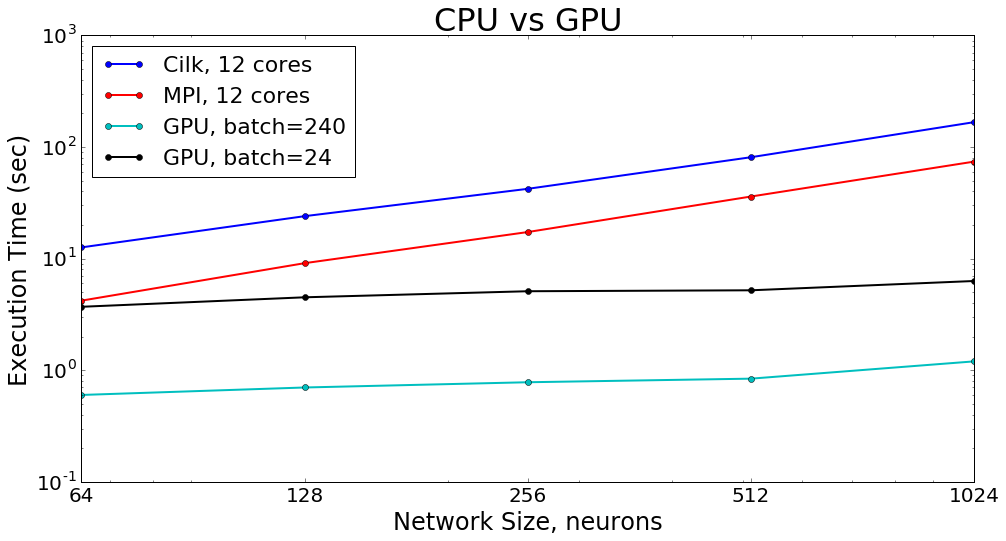 CPU vs GPU
Cilk, 12 cores
MPI, 12 cores
GPU, batch=240
GPU, batch=24
Execution Time (sec)
10^3
10^2
10^1
10^0
10^-1
64 128 256 512 1024
Network Size, neurons